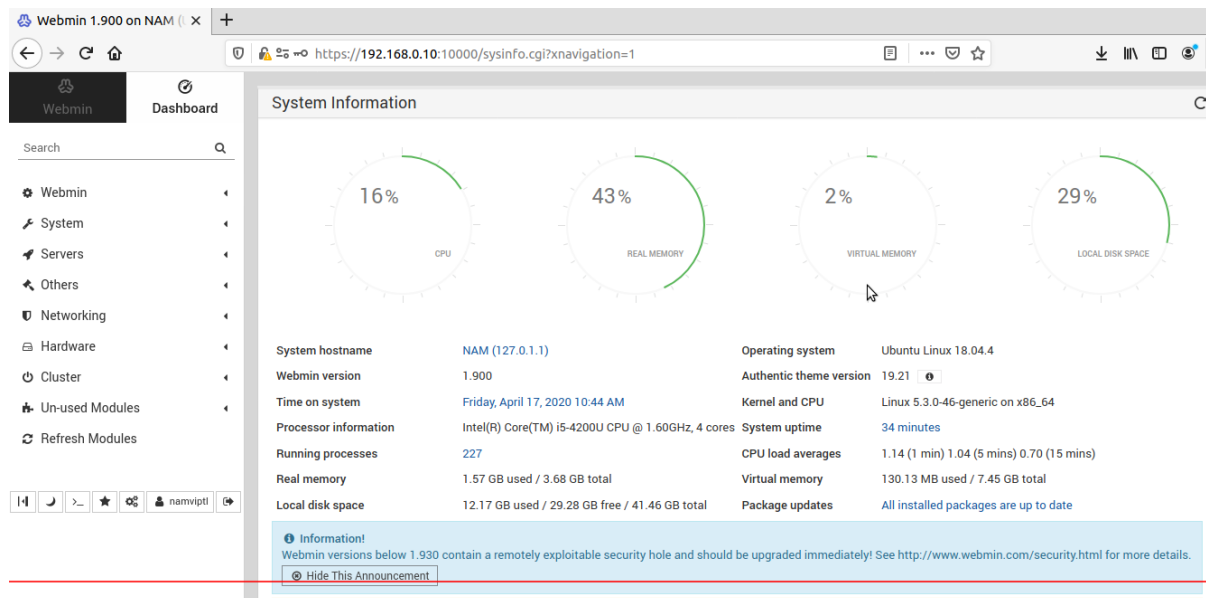 Webmin 1.900 on NAM (
https://192.168.0.10:10000/sysinfo.cgi?xnavigation=1
Webmin
Dashboard
Search
Webmin
System
Servers
Others
Networking
Hardware
Cluster
Un-used Modules
Refresh Modules
namviptl
System Information
16%
CPU
43%
REAL MEMORY
2%
VIRTUAL MEMORY
29%
LOCAL DISK SPACE
System hostname NAM (127.0.1.1) Operating system Ubuntu Linux 18.04.4
Webmin version 1.900 Authentic theme version 19.21
Time on system Friday, April 17, 2020 10:44 AM Kernel and CPU Linux 5.3.0-46-generic on x86_64
Processor information Intel(R) Core(TM) i5-4200U CPU @ 1.60GHz, 4 cores System uptime 34 minutes
Running processes 227 CPU load averages 1.14 (1 min) 1.04 (5 mins) 0.70 (15 mins)
Real memory 1.57 GB used / 3.68 GB total Virtual memory 130.13 MB used / 7.45 GB total
Local disk space 12.17 GB used / 29.28 GB free / 41.46 GB total Package updates All installed packages are up to date
Information!
Webmin versions below 1.930 contain a remotely exploitable security hole and should be upgraded immediately! See http://www.webmin.com/security.html for more details.
Hide This Announcement